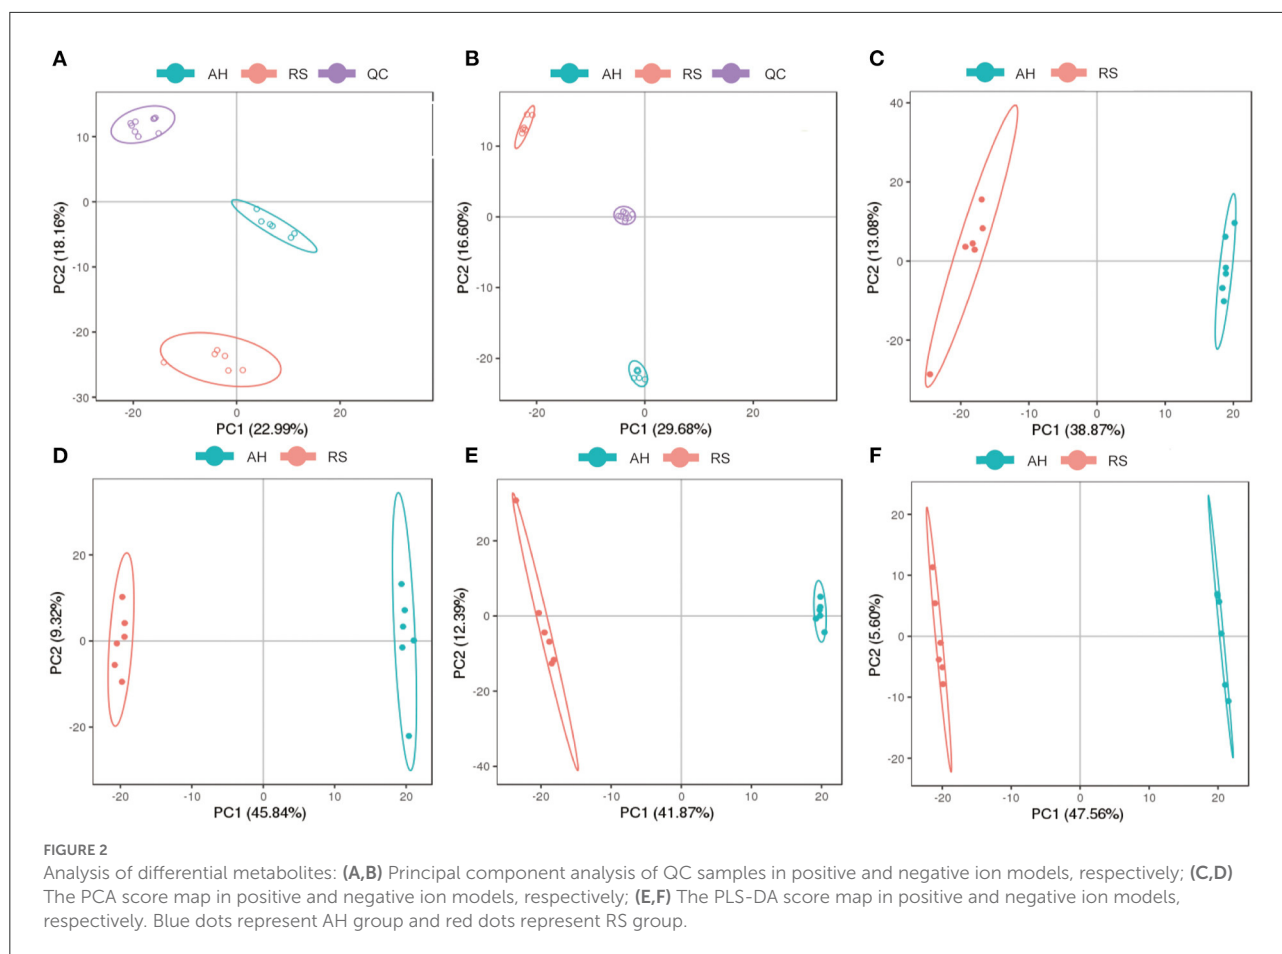 A
AH RS QC
10
0
-10
-20
-30
-20 0 20
PC1 (22.99%)
PC2 (18.16%)
B
AH RS QC
10
0
-10
-20
-20 0 20
PC1 (29.68%)
PC2 (16.60%)
C
AH RS
40
20
0
-20
-20 -10 0 10 20
PC1 (38.87%)
PC2 (13.08%)
D
AH RS
20
0
-20
-20 -10 0 10 20
PC1 (45.84%)
PC2 (9.32%)
E
AH RS
20
0
-20
-40
-20 -10 0 10 20
PC1 (41.87%)
PC2 (12.39%)
F
AH RS
20
10
0
-10
-20
-20 -10 0 10 20
PC1 (47.56%)
PC2 (5.60%)
FIGURE 2
Analysis of differential metabolites: (A,B) Principal component analysis of QC samples in positive and negative ion models, respectively; (C,D)
The PCA score map in positive and negative ion models, respectively; (E,F) The PLS-DA score map in positive and negative ion models,
respectively. Blue dots represent AH group and red dots represent RS group.